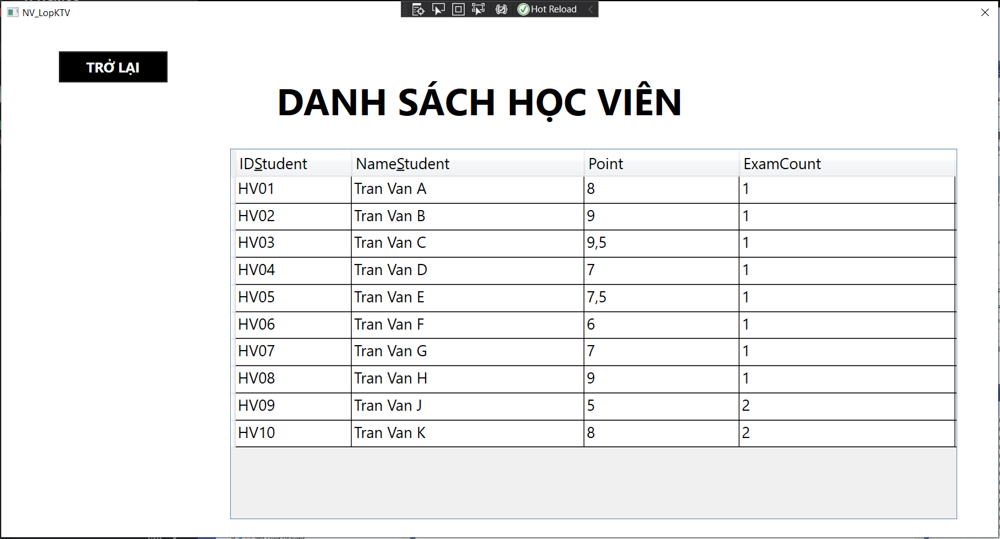 NV_LopKTV
Hot Reload
TRỞ LẠI
DANH SÁCH HỌC VIÊN
IDStudent NameStudent Point ExamCount
HV01 Tran Van A 8 1
HV02 Tran Van B 9 1
HV03 Tran Van C 9,5 1
HV04 Tran Van D 7 1
HV05 Tran Van E 7,5 1
HV06 Tran Van F 6 1
HV07 Tran Van G 7 1
HV08 Tran Van H 9 1
HV09 Tran Van J 5 2
HV10 Tran Van K 8 2